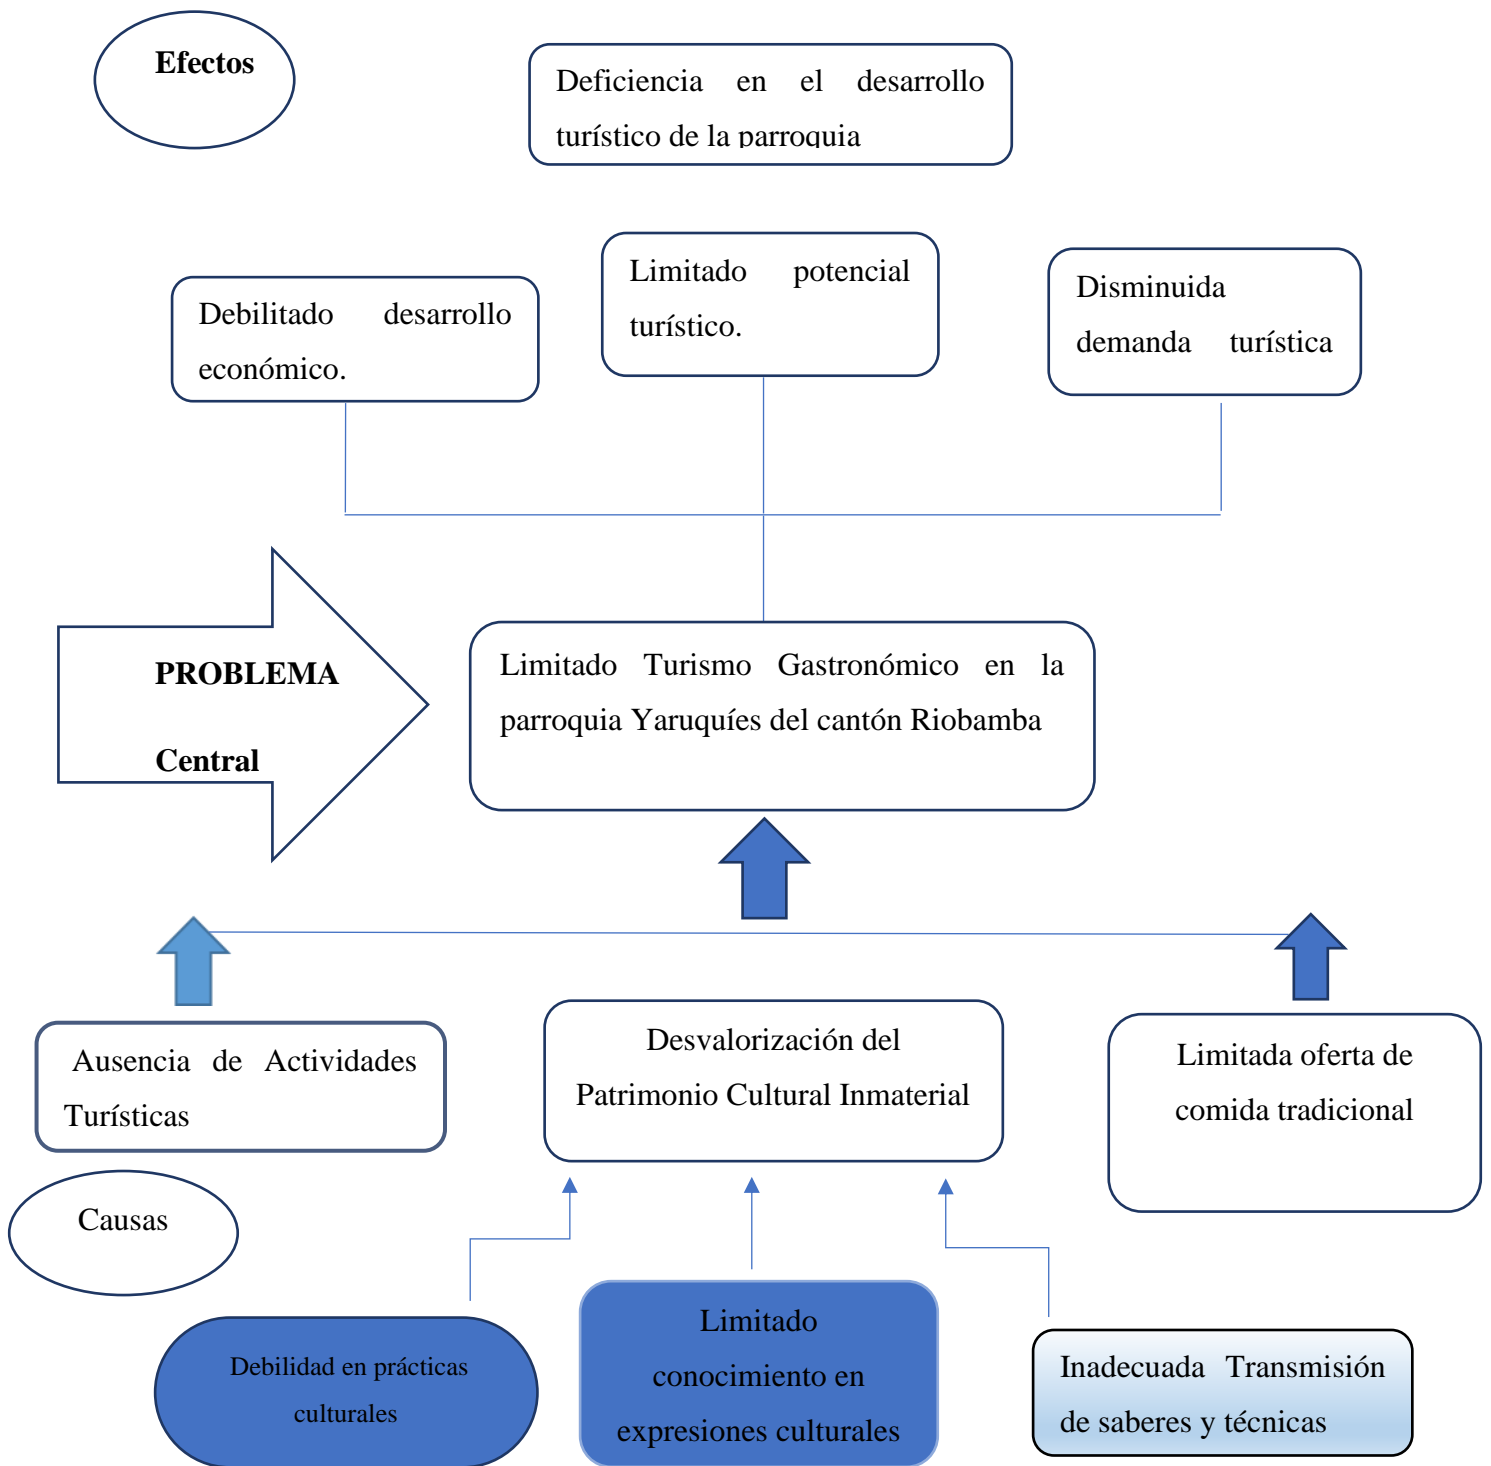 Efectos
Deficiencia en el desarrollo
turístico de la parroquia
Debilitado desarrollo
económico.
Limitado potencial
turístico.
Disminuida
demanda turística
PROBLEMA
Central
Limitado Turismo Gastronómico en la
parroquia Yaruquíes del cantón Riobamba
Ausencia de Actividades
Turísticas
Desvalorización del
Patrimonio Cultural Inmaterial
Limitada oferta de
comida tradicional
Causas
Debilidad en prácticas
culturales
Limitado
conocimiento en
expresiones culturales
Inadecuada Transmisión
de saberes y técnicas